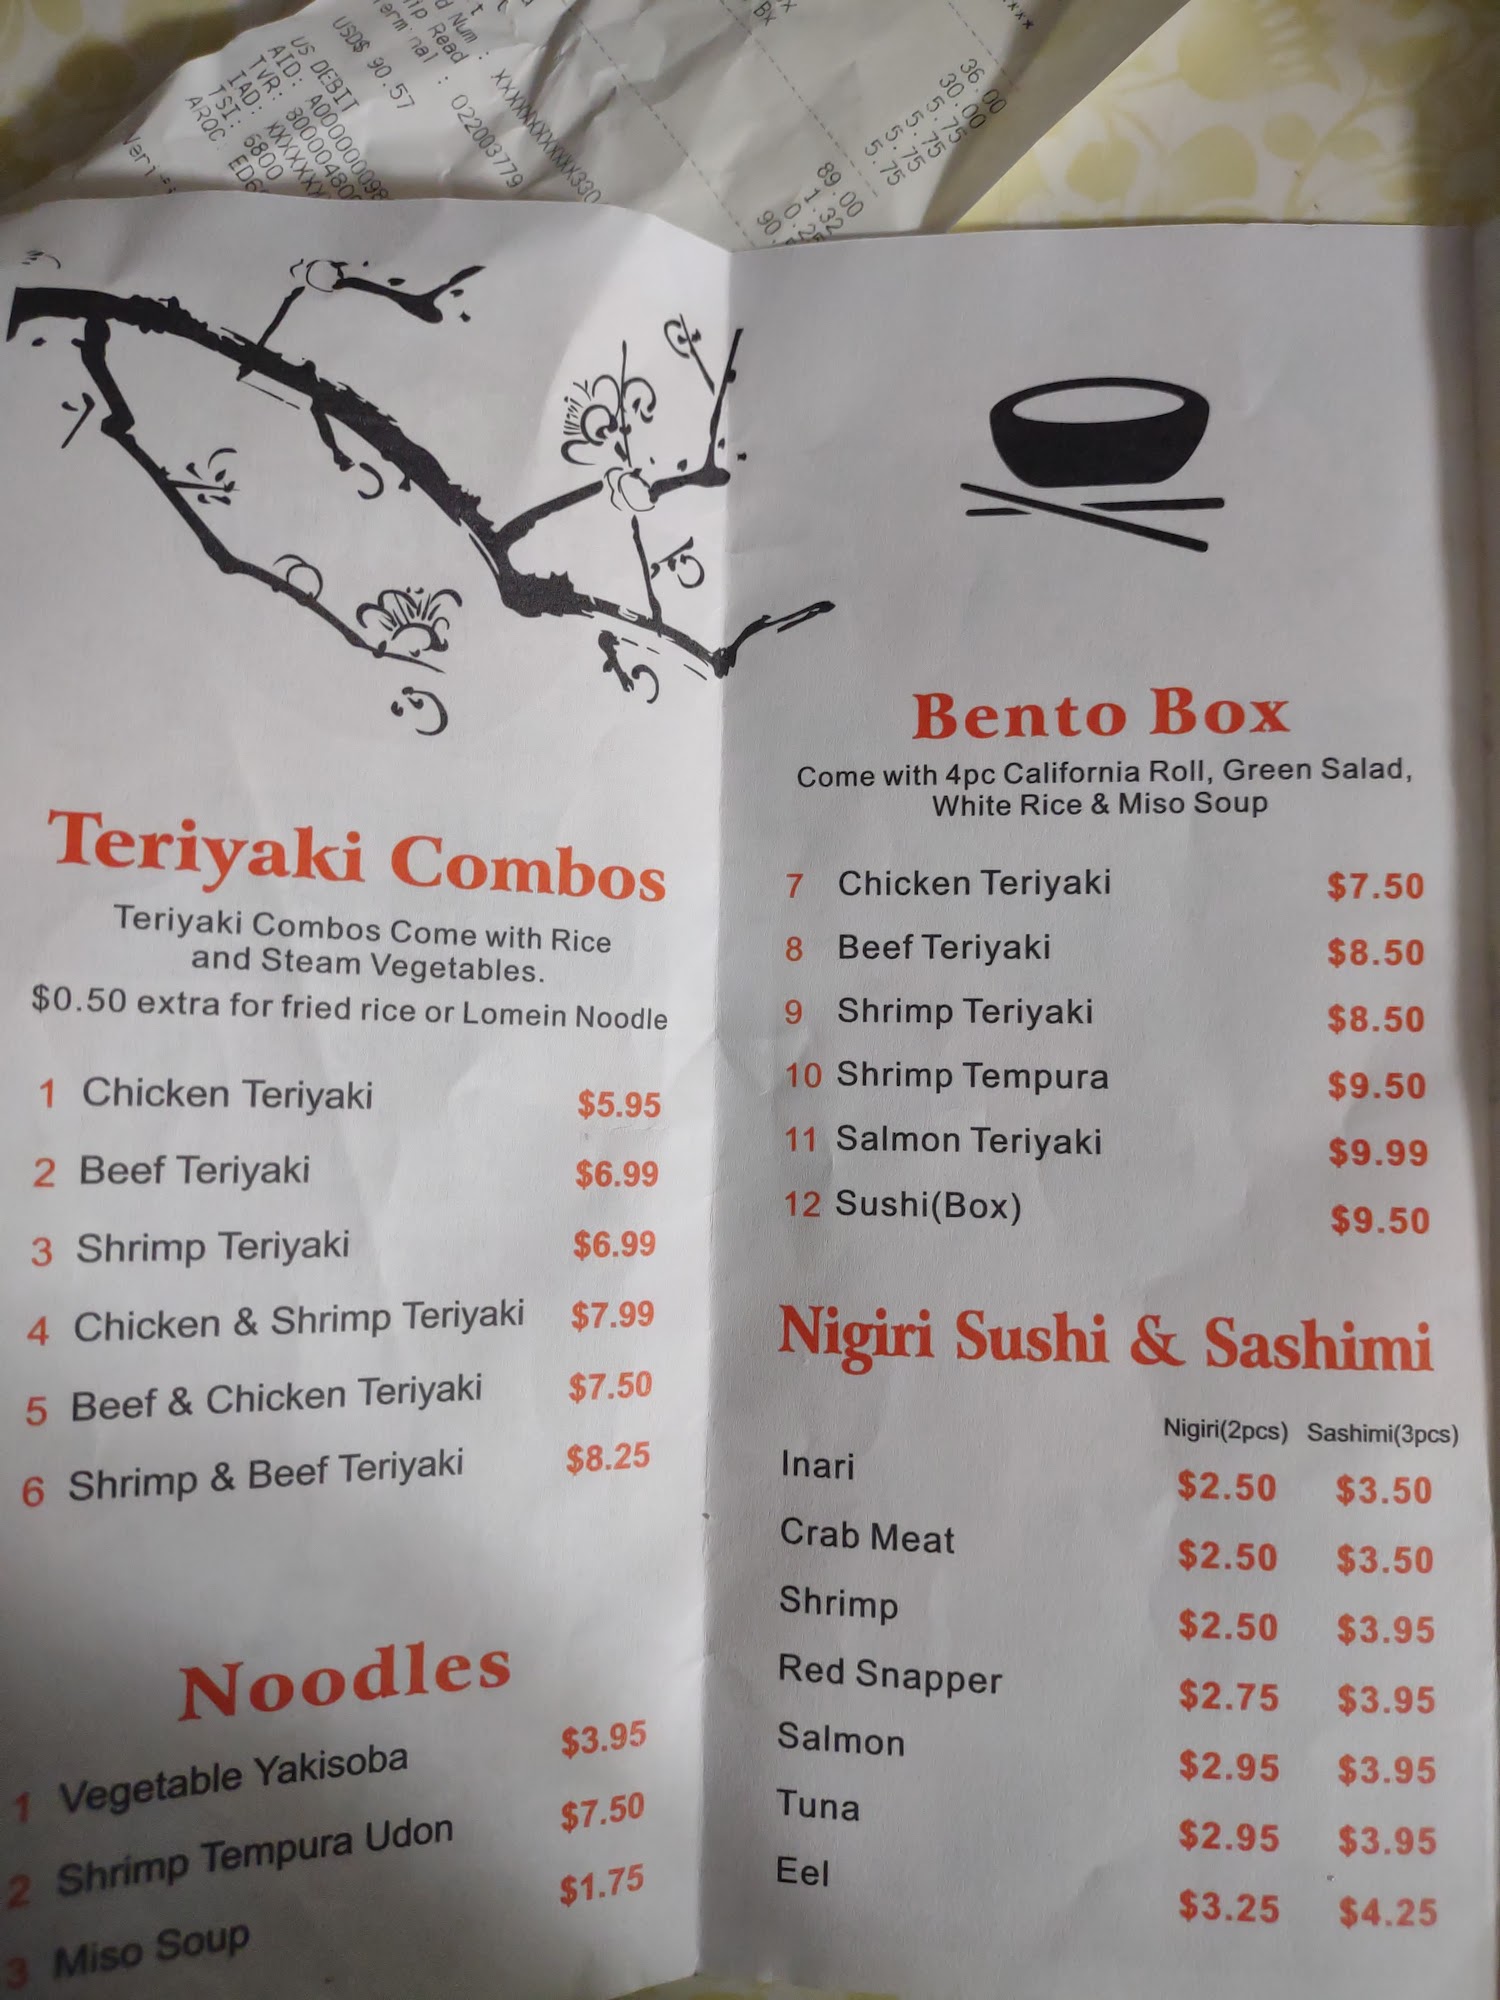 USD$ 90.57
US DEBIT
TSI: 6800
022003779
36.00
30.00
5.75
5.75
5.75
89.00
1.32
Teriyaki Combos
Teriyaki Combos Come with Rice
and Steam Vegetables.
$0.50 extra for fried rice or Lomein Noodle
1 Chicken Teriyaki $5.95
2 Beef Teriyaki $6.99
3 Shrimp Teriyaki $6.99
4 Chicken & Shrimp Teriyaki $7.99
5 Beef & Chicken Teriyaki $7.50
6 Shrimp & Beef Teriyaki $8.25
Noodles
1 Vegetable Yakisoba $3.95
2 Shrimp Tempura Udon $7.50
3 Miso Soup $1.75
Bento Box
Come with 4pc California Roll, Green Salad,
White Rice & Miso Soup
7 Chicken Teriyaki $7.50
8 Beef Teriyaki $8.50
9 Shrimp Teriyaki $8.50
10 Shrimp Tempura $9.50
11 Salmon Teriyaki $9.99
12 Sushi(Box) $9.50
Nigiri Sushi & Sashimi
Nigiri(2pcs) Sashimi(3pcs)
Inari $2.50 $3.50
Crab Meat $2.50 $3.50
Shrimp $2.50 $3.95
Red Snapper $2.75 $3.95
Salmon $2.95 $3.95
Tuna $2.95 $3.95
Eel $3.25 $4.25